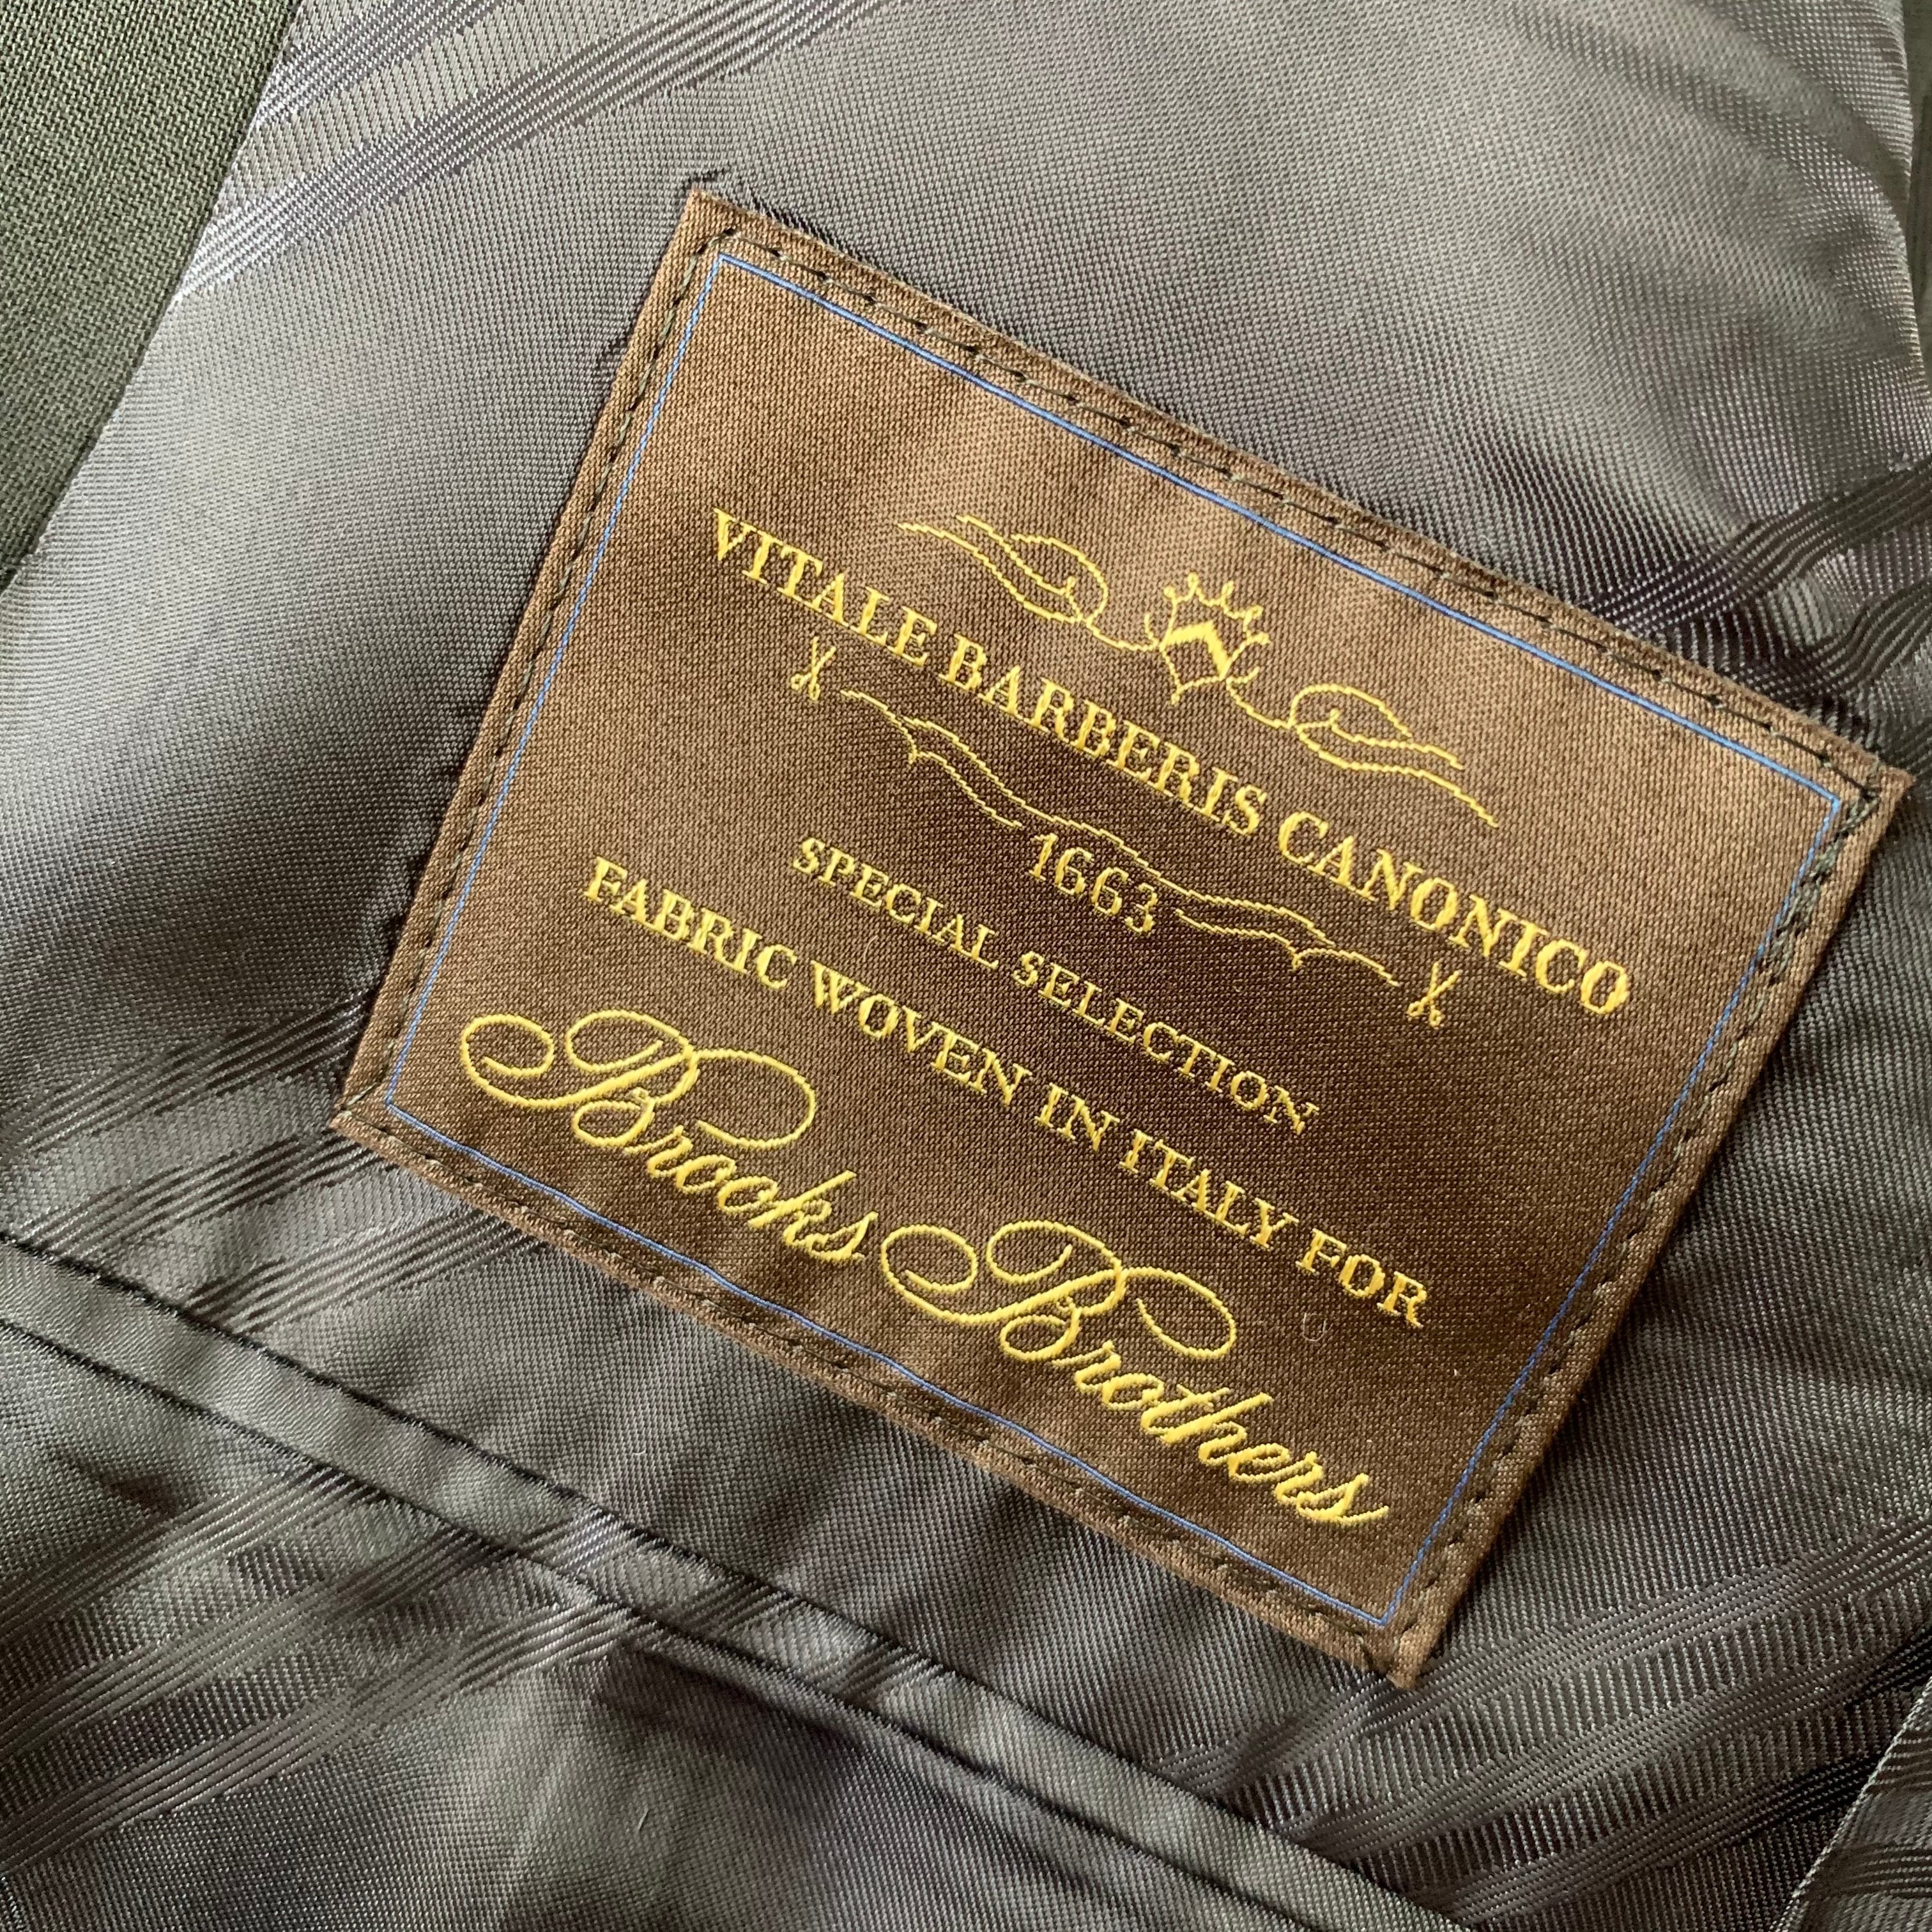 VITALE BARBERIS CANONICO
1663
SPECIAL SELECTION
FABRIC WOVEN IN ITALY FOR
Brooks Brothers